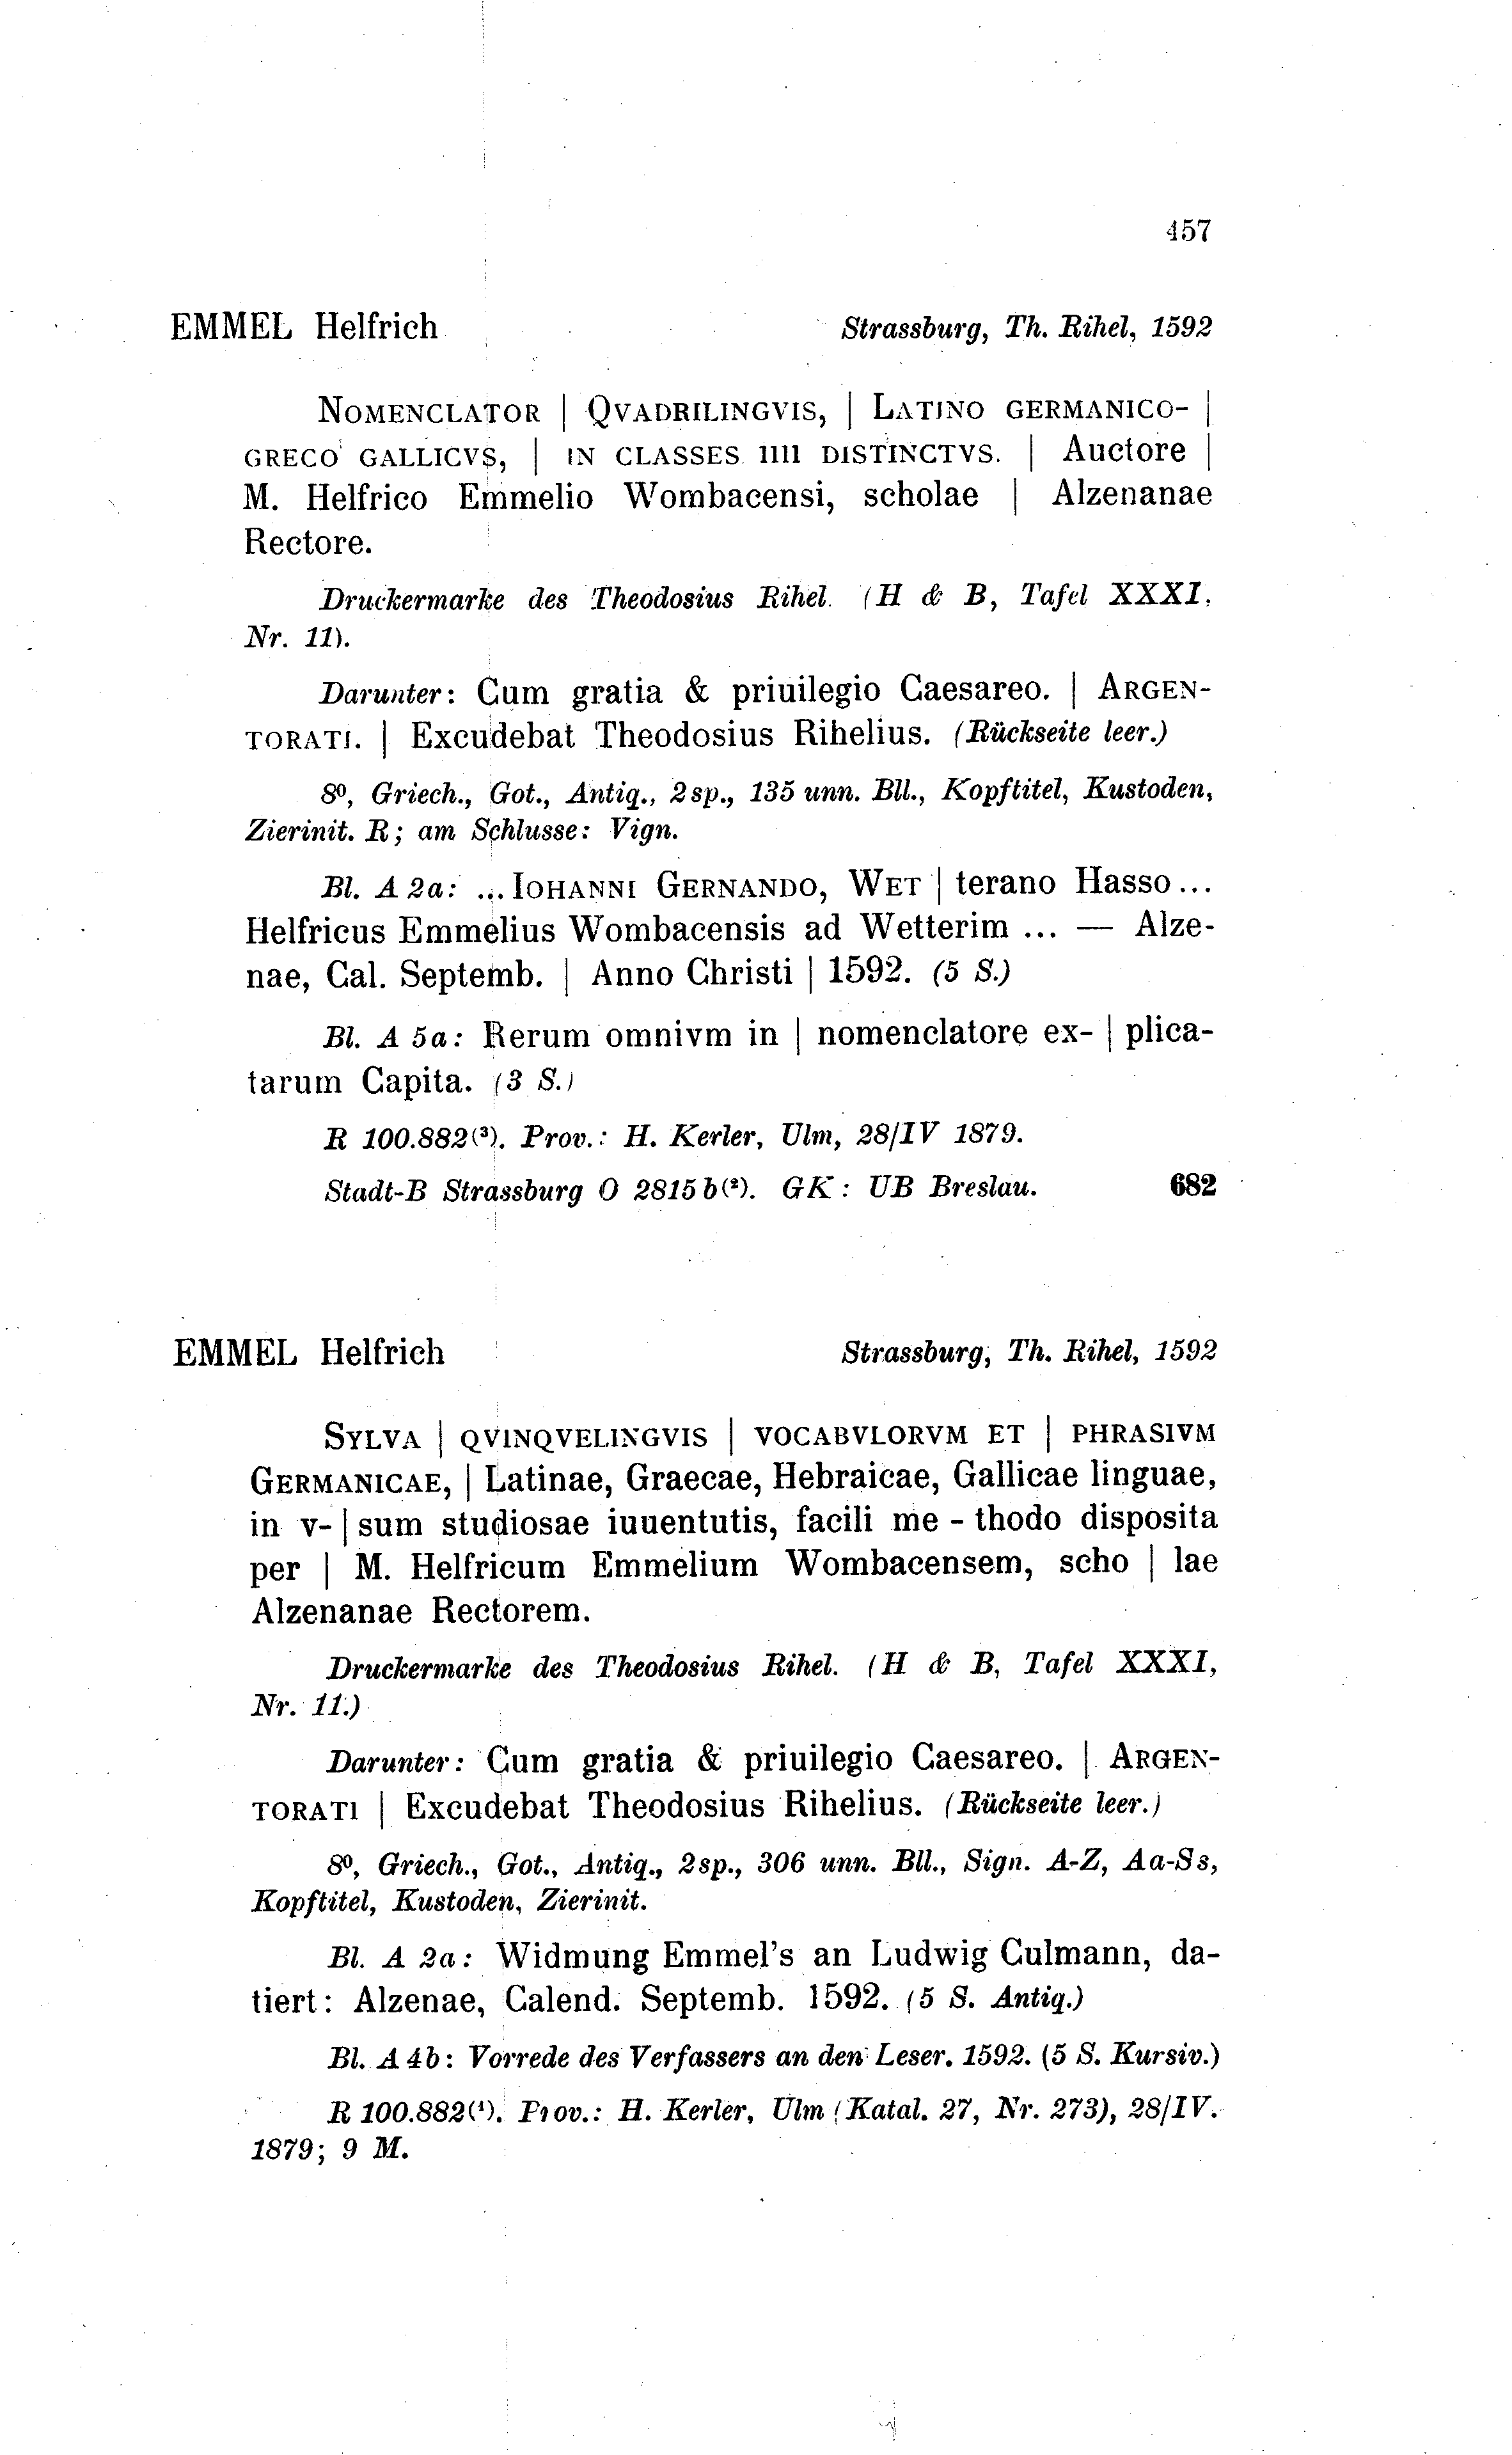 457
EMMEL Helfrich Strassburg, Th. Rihel, 1592
NOMENCLATOR | QVADRILINGVIS, | LATINO GERMANICO- |
GRECO GALLICVS, | IN CLASSES IIII DISTINCTVS. | Auctore |
M. Helfrico Emmelio Wombacensi, scholae | Alzenanae
Rectore.
Druckermarke des Theodosius Rihel. (H & B, Tafel XXXI,
Nr. 11).
Darunter: Cum gratia & priuilegio Caesareo. | ARGEN-
TORATI. | Excudebat Theodosius Rihelius. (Rückseite leer.)
8⁰, Griech., Got., Antiq., 2sp., 135 unn. Bll., Kopftitel, Kustoden,
Zierinit. R; am Schlusse: Vign.
Bl. A 2a: ... IOHANNI GERNANDO, WET | terano Hasso ...
Helfricus Emmelius Wombacensis ad Wetterim ... — Alze-
nae, Cal. Septemb. | Anno Christi | 1592. (5 S.)
Bl. A 5a: Rerum omnivm in | nomenclatore ex- | plica-
tarum Capita. (3 S.)
R 100.882⁽³⁾. Prov.: H. Kerler, Ulm, 28/IV 1879.
Stadt-B Strassburg O 2815 b⁽²⁾. GK: UB Breslau. 682
EMMEL Helfrich Strassburg, Th. Rihel, 1592
SYLVA | QVINQVELINGVIS | VOCABVLORVM ET | PHRASIVM
GERMANICAE, | Latinae, Graecae, Hebraicae, Gallicae linguae,
in v- | sum studiosae iuuentutis, facili me - thodo disposita
per | M. Helfricum Emmelium Wombacensem, scho | lae
Alzenanae Rectorem.
Druckermarke des Theodosius Rihel. (H & B, Tafel XXXI,
Nr. 11.)
Darunter: Cum gratia & priuilegio Caesareo. | ARGEN-
TORATI | Excudebat Theodosius Rihelius. (Rückseite leer.)
8⁰, Griech., Got., Antiq., 2sp., 306 unn. Bll., Sign. A-Z, Aa-Ss,
Kopftitel, Kustoden, Zierinit.
Bl. A 2a: Widmung Emmel's an Ludwig Culmann, da-
tiert: Alzenae, Calend. Septemb. 1592. (5 S. Antiq.)
Bl. A 4b: Vorrede des Verfassers an den Leser. 1592. (5 S. Kursiv.)
R 100.882⁽¹⁾. Prov.: H. Kerler, Ulm (Katal. 27, Nr. 273), 28/IV.
1879; 9 M.